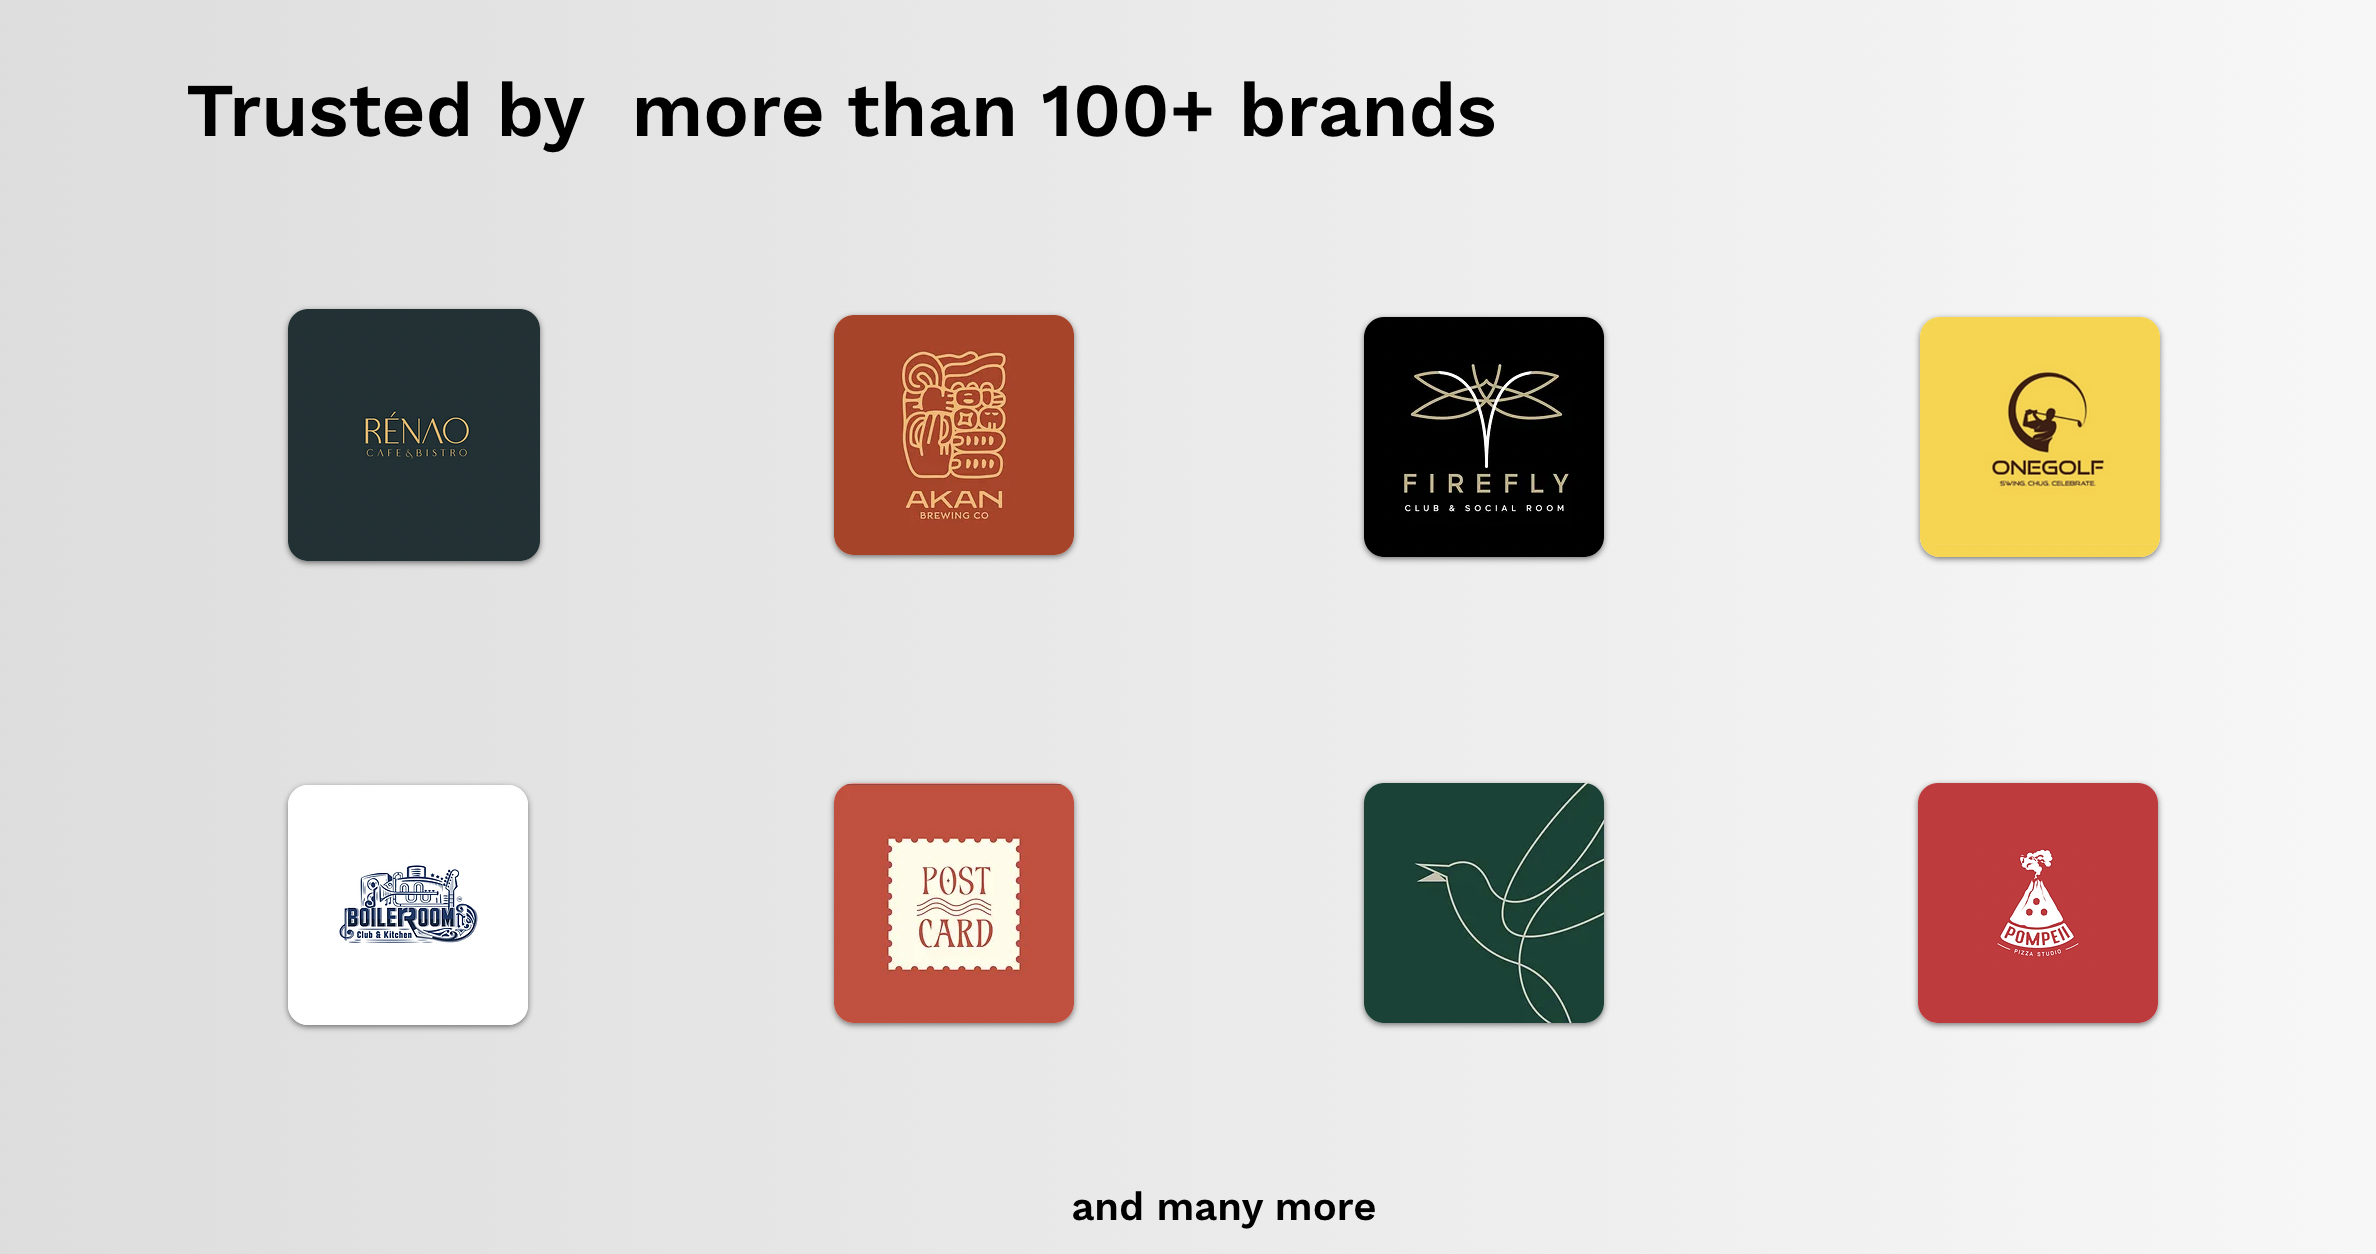 Trusted by  more than 100+ brands
RÉNAO
CAFE & BISTRO
AKAN
BREWING CO
FIREFLY
CLUB & SOCIAL ROOM
ONEGOLF
SWING. CHUG. CELEBRATE.
BOILERROOM
Club & Kitchen
POST
CARD
POMPEII
PIZZA STUDIO
and many more